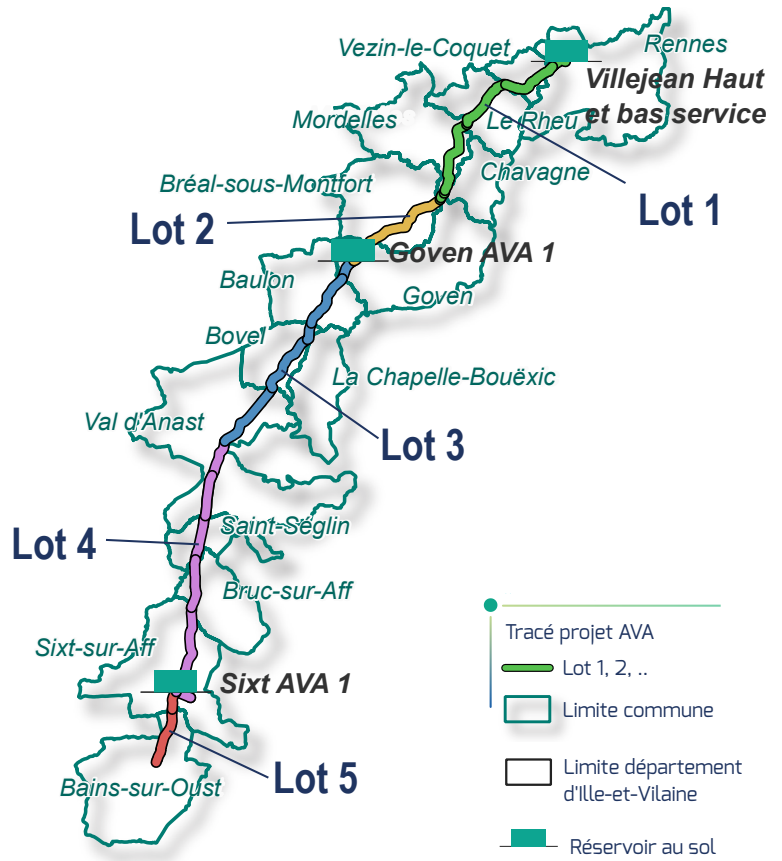 Vezin-le-Coquet
Rennes
Villejean Haut
et bas service
Mordelles
Le Rheu
Chavagne
Bréal-sous-Montfort
Lot 1
Lot 2
Goven AVA 1
Baulon
Goven
Bovel
La Chapelle-Bouëxic
Val d'Anast
Lot 3
Saint-Séglin
Lot 4
Bruc-sur-Aff
Sixt-sur-Aff
Sixt AVA 1
Lot 5
Bains-sur-Oust
Tracé projet AVA
Lot 1, 2, ..
Limite commune
Limite département
d'Ille-et-Vilaine
Réservoir au sol